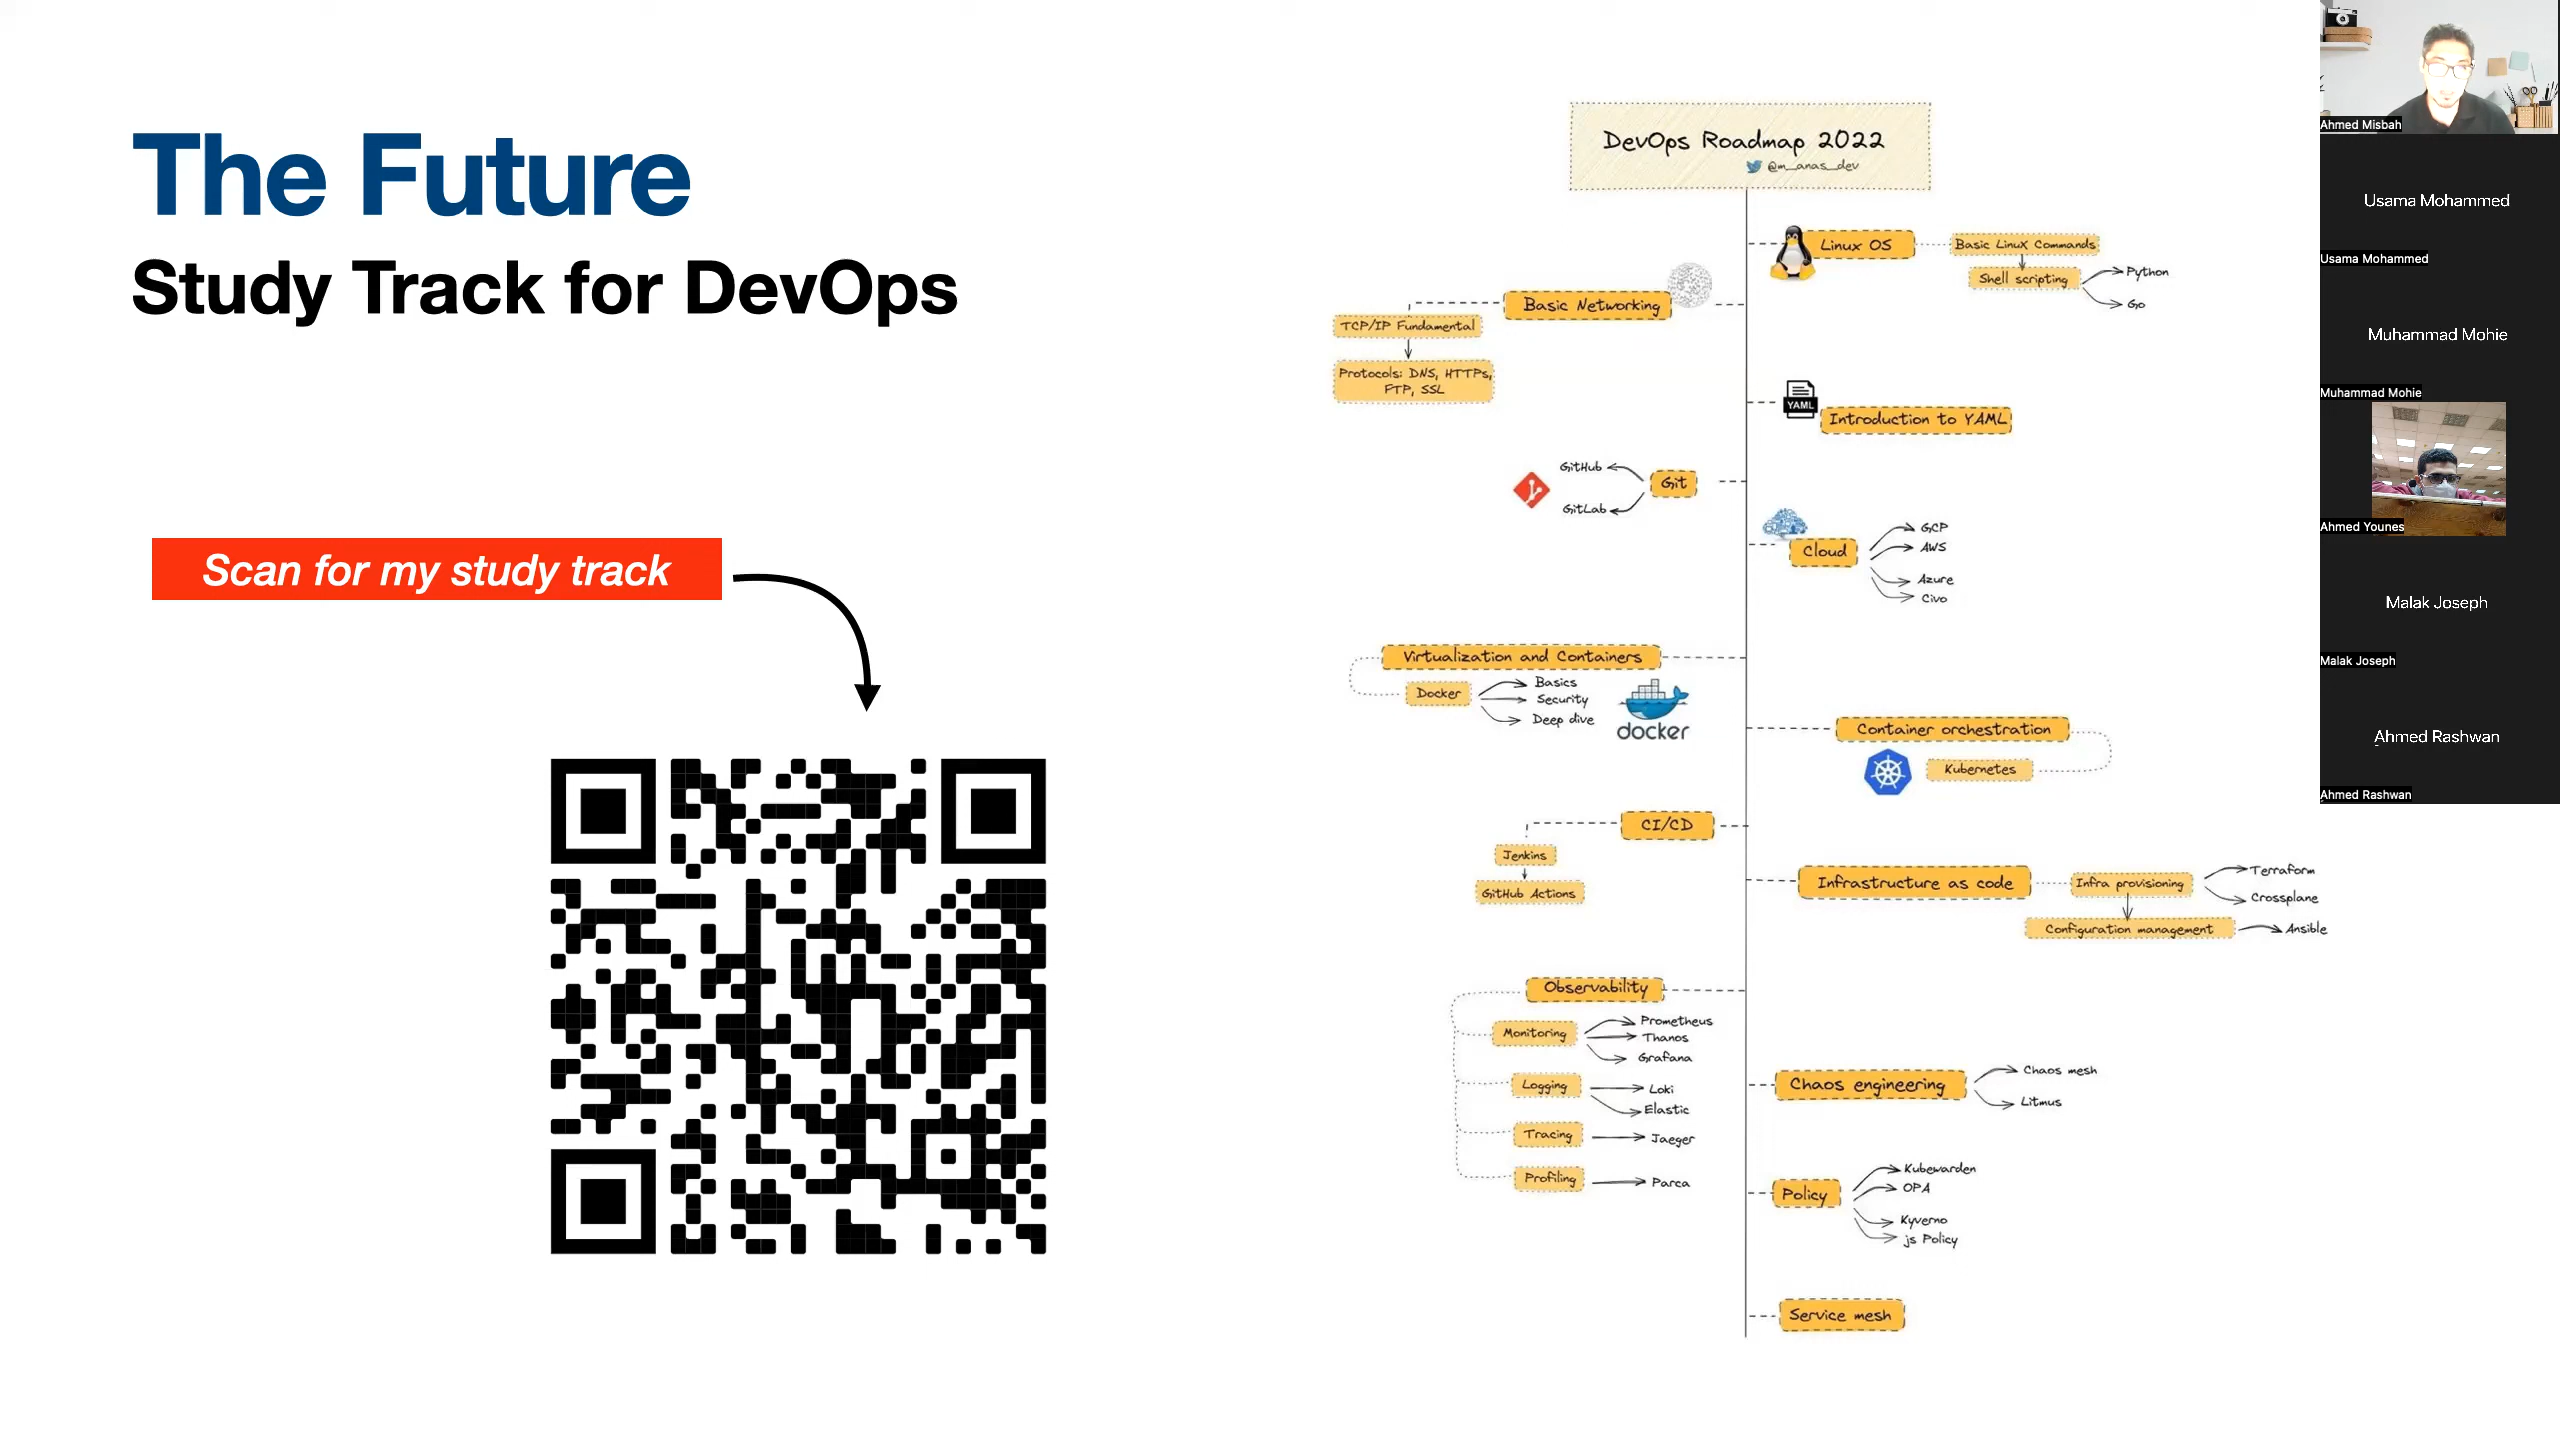 The Future
Study Track for DevOps
Scan for my study track
DevOps Roadmap 2022
@m_anas_dev
Linux OS
Basic Linux Commands
Shell scripting
Python
Go
Basic Networking
TCP/IP Fundamental
Protocols: DNS, HTTPs,
FTP, SSL
YAML
Introduction to YAML
Git
GitHub
GitLab
Cloud
GCP
AWS
Azure
Civo
Virtualization and Containers
Docker
Basics
Security
Deep dive
docker
Container orchestration
Kubernetes
CI/CD
Jenkins
GitHub Actions
Infrastructure as code
Infra provisioning
Terraform
Crossplane
Configuration management
Ansible
Observability
Monitoring
Prometheus
Thanos
Grafana
Logging
Loki
Elastic
Tracing
Jaeger
Profiling
Parca
Chaos engineering
Chaos mesh
Litmus
Policy
Kubewarden
OPA
Kyverno
js Policy
Service mesh
Ahmed Misbah
Usama Mohammed
Usama Mohammed
Muhammad Mohie
Muhammad Mohie
Ahmed Younes
Malak Joseph
Malak Joseph
Ahmed Rashwan
Ahmed Rashwan